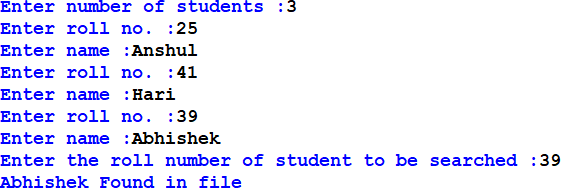 Enter number of students :3
Enter roll no. :25
Enter name :Anshul
Enter roll no. :41
Enter name :Hari
Enter roll no. :39
Enter name :Abhishek
Enter the roll number of student to be searched :39
Abhishek Found in file